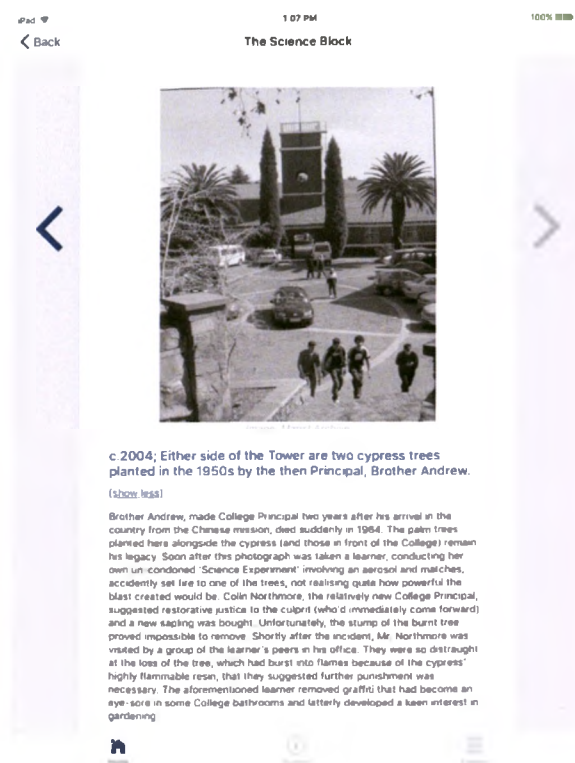 iPad
1 07 PM
100%
Back
The Science Block
c.2004; Either side of the Tower are two cypress trees
planted in the 1950s by the then Principal, Brother Andrew.
(show less)
Brother Andrew, made College Principal two years after his arrival in the
country from the Chinese mission, died suddenly in 1964. The palm trees
planted here alongside the cypress (and those in front of the College) remain
his legacy. Soon after this photograph was taken a learner, conducting her
own un-condoned 'Science Experiment' involving an aerosol and matches,
accidently set fire to one of the trees, not realising quite how powerful the
blast created would be. Colin Northmore, the relatively new College Principal,
suggested restorative justice to the culprit (who'd immediately come forward)
and a new sapling was bought. Unfortunately, the stump of the burnt tree
proved impossible to remove. Shortly after the incident, Mr. Northmore was
visited by a group of the learner's peers in his office. They were so distraught
at the loss of the tree, which had burst into flames because of the cypress'
highly flammable resin, that they suggested further punishment was
necessary. The aforementioned learner removed graffiti that had become an
eye-sore in some College bathrooms and latterly developed a keen interest in
gardening